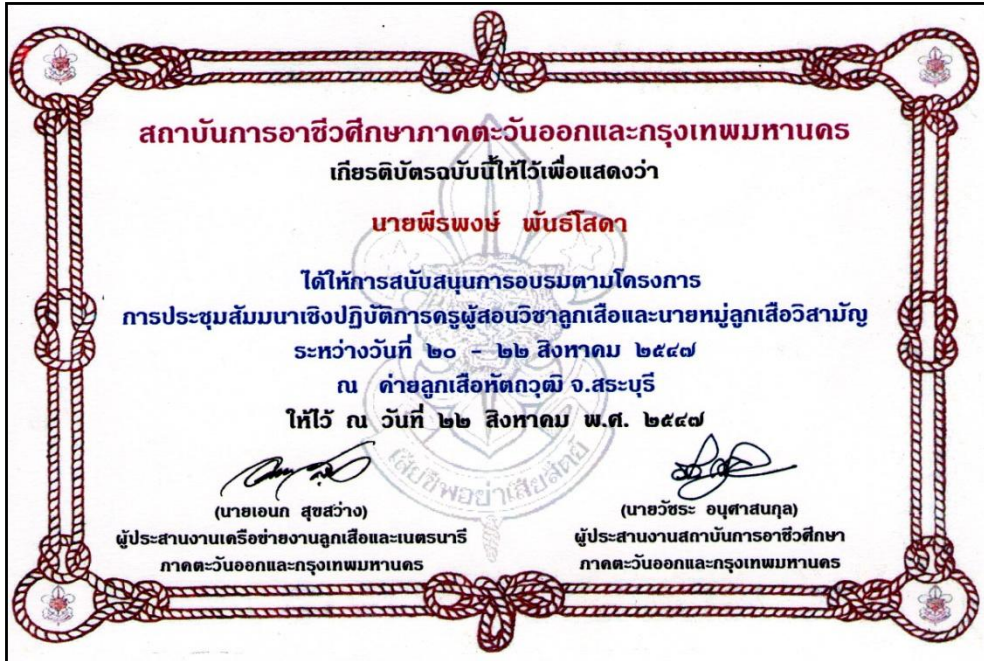 สถาบันการอาชีวศึกษาภาคตะวันออกและกรุงเทพมหานคร
เกียรติบัตรฉบับนี้ให้ไว้เพื่อแสดงว่า
นายพีรพงษ์ พันธ์โสดา
ได้ให้การสนับสนุนการอบรมตามโครงการ
การประชุมสัมมนาเชิงปฏิบัติการครูผู้สอนวิชาลูกเสือและนายหมู่ลูกเสือวิสามัญ
ระหว่างวันที่ ๒๐ - ๒๒ สิงหาคม ๒๕๔๗
ณ ค่ายลูกเสือหัตถวุฒิ จ.สระบุรี
ให้ไว้ ณ วันที่ ๒๒ สิงหาคม พ.ศ. ๒๕๔๗
เสียชีพอย่าเสียสัตย์
(นายเอนก สุขสว่าง)
ผู้ประสานงานเครือข่ายงานลูกเสือและเนตรนารี
ภาคตะวันออกและกรุงเทพมหานคร
(นายวัชระ อนุศาสนกุล)
ผู้ประสานงานสถาบันการอาชีวศึกษา
ภาคตะวันออกและกรุงเทพมหานคร